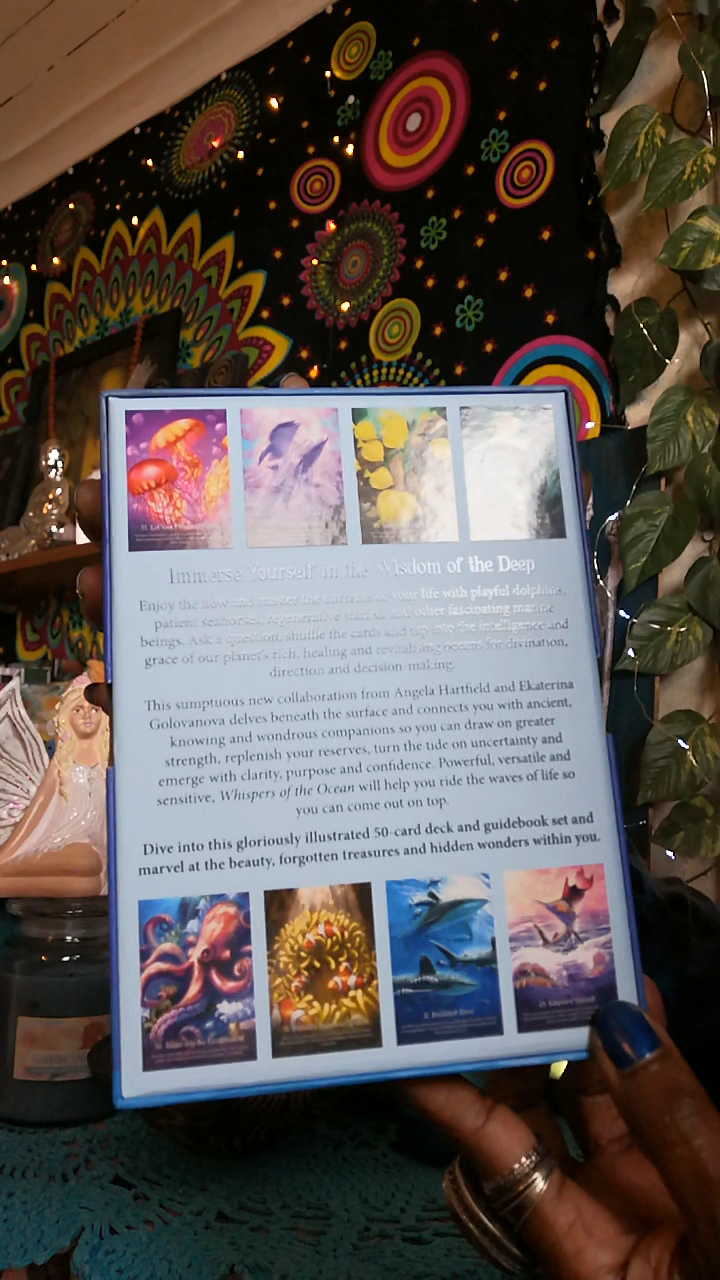 Immerse Yourself in the Wisdom of the Deep
Enjoy the flow and master the currents of your life with playful dolphins,
patient seahorses, regenerative starfish and other fascinating marine
beings. Ask a question, shuffle the cards and tap into the intelligence and
grace of our planet's rich, healing and revitalising oceans for divination,
direction and decision-making.
This sumptuous new collaboration from Angela Hartfield and Ekaterina
Golovanova delves beneath the surface and connects you with ancient,
knowing and wondrous companions so you can draw on greater
strength, replenish your reserves, turn the tide on uncertainty and
emerge with clarity, purpose and confidence. Powerful, versatile and
sensitive, Whispers of the Ocean will help you ride the waves of life so
you can come out on top.
Dive into this gloriously illustrated 50-card deck and guidebook set and
marvel at the beauty, forgotten treasures and hidden wonders within you.